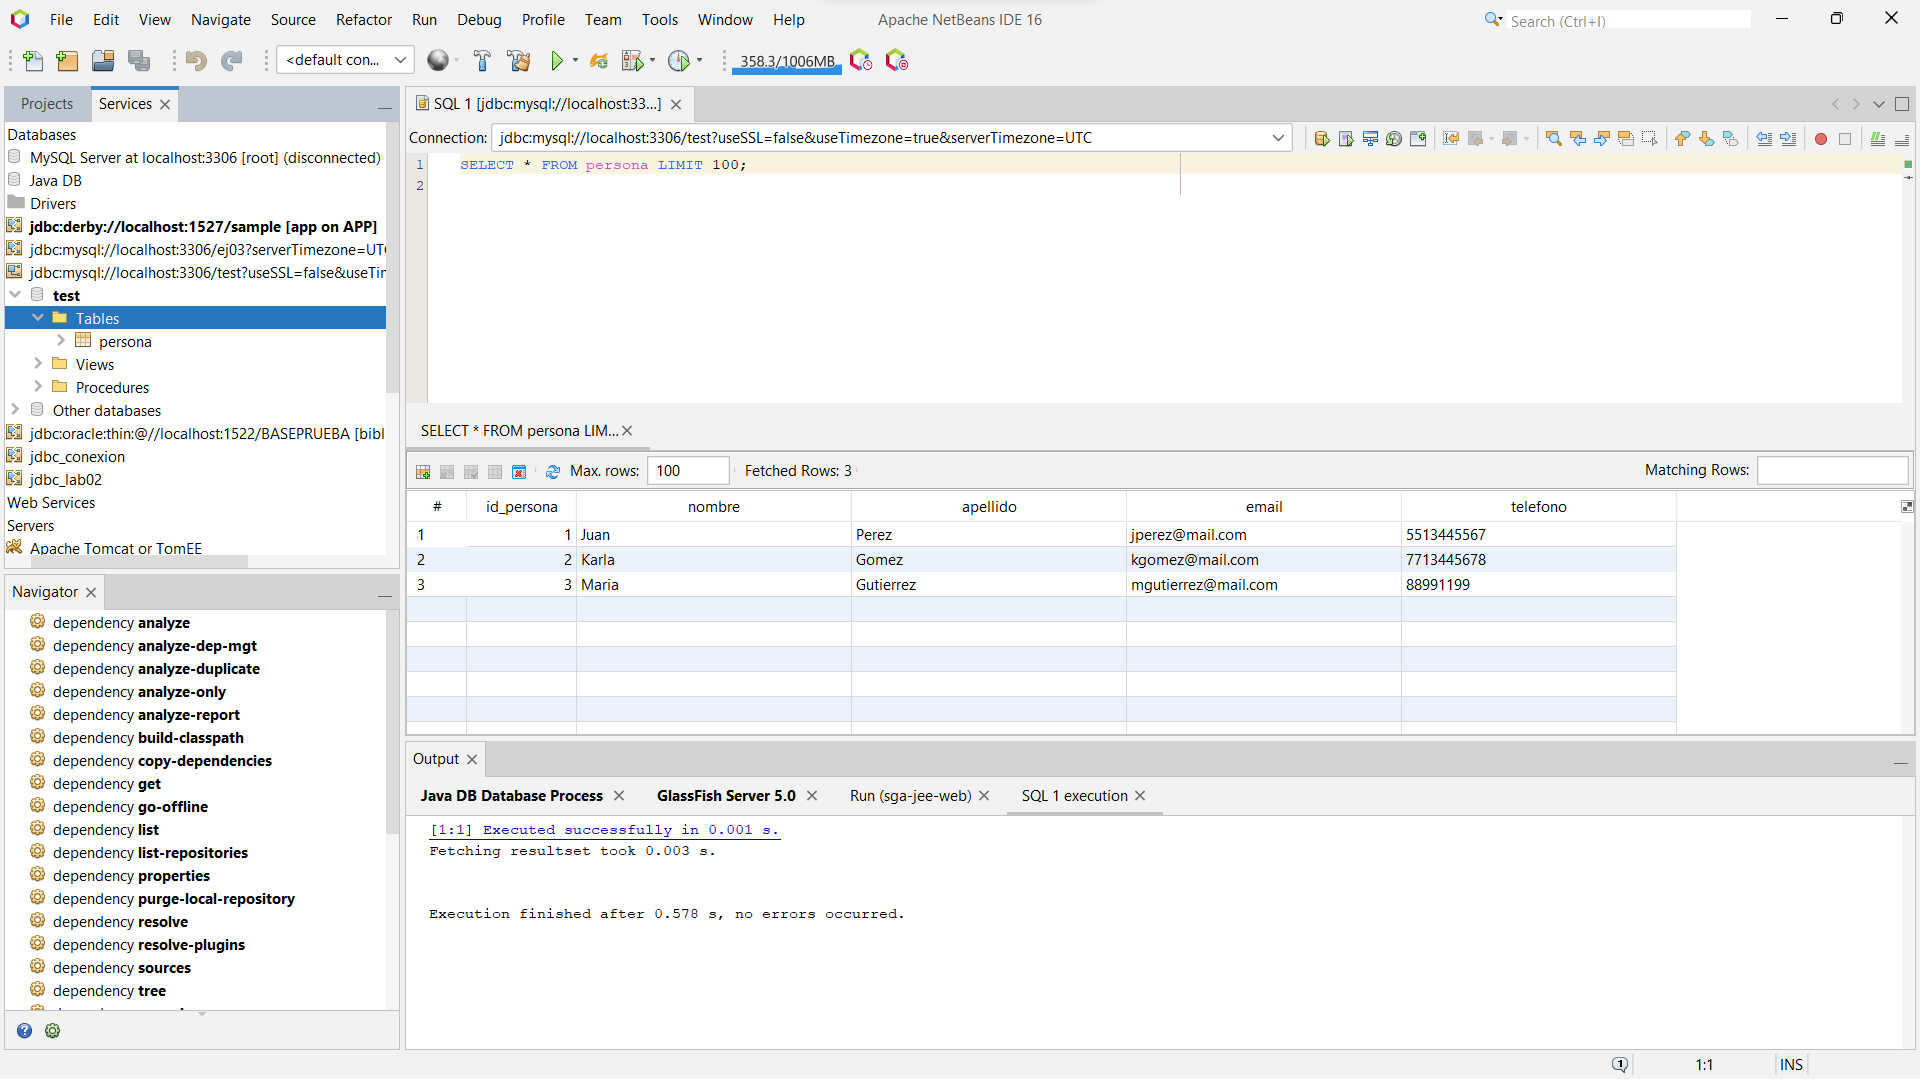 File Edit View Navigate Source Refactor Run Debug Profile Team Tools Window Help Apache NetBeans IDE 16 Search (Ctrl+I)
<default con... 358.3/1006MB
Projects Services
Databases
MySQL Server at localhost:3306 [root] (disconnected)
Java DB
Drivers
jdbc:derby://localhost:1527/sample [app on APP]
jdbc:mysql://localhost:3306/ej03?serverTimezone=UTC
jdbc:mysql://localhost:3306/test?useSSL=false&useTim
test
Tables
persona
Views
Procedures
Other databases
jdbc:oracle:thin:@//localhost:1522/BASEPRUEBA [bibl
jdbc_conexion
jdbc_lab02
Web Services
Servers
Apache Tomcat or TomEE
Navigator
dependency analyze
dependency analyze-dep-mgt
dependency analyze-duplicate
dependency analyze-only
dependency analyze-report
dependency build-classpath
dependency copy-dependencies
dependency get
dependency go-offline
dependency list
dependency list-repositories
dependency properties
dependency purge-local-repository
dependency resolve
dependency resolve-plugins
dependency sources
dependency tree
SQL 1 [jdbc:mysql://localhost:33...]
Connection: jdbc:mysql://localhost:3306/test?useSSL=false&useTimezone=true&serverTimezone=UTC
1 SELECT * FROM persona LIMIT 100;
2
SELECT * FROM persona LIM...
Max. rows: 100 Fetched Rows: 3 Matching Rows:
# id_persona nombre apellido email telefono
1 1 Juan Perez jperez@mail.com 5513445567
2 2 Karla Gomez kgomez@mail.com 7713445678
3 3 Maria Gutierrez mgutierrez@mail.com 88991199
Output
Java DB Database Process GlassFish Server 5.0 Run (sga-jee-web) SQL 1 execution
[1:1] Executed successfully in 0.001 s.
Fetching resultset took 0.003 s.
Execution finished after 0.578 s, no errors occurred.
1 1:1 INS